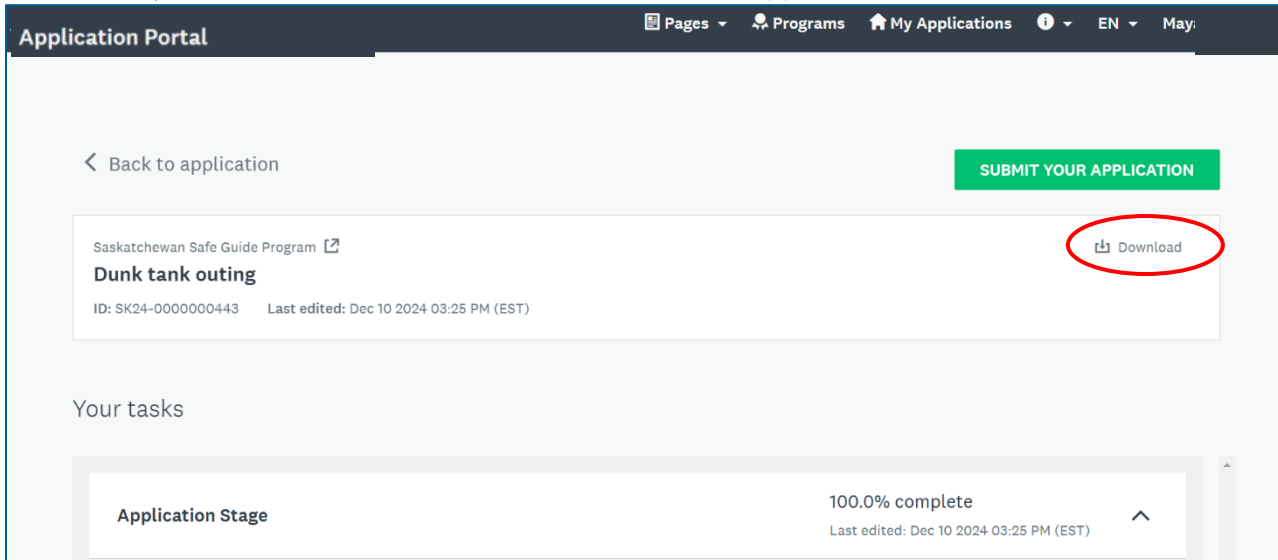 Application Portal
Pages Programs My Applications EN May
Back to application
SUBMIT YOUR APPLICATION
Saskatchewan Safe Guide Program
Download
Dunk tank outing
ID: SK24-0000000443 Last edited: Dec 10 2024 03:25 PM (EST)
Your tasks
Application Stage
100.0% complete
Last edited: Dec 10 2024 03:25 PM (EST)